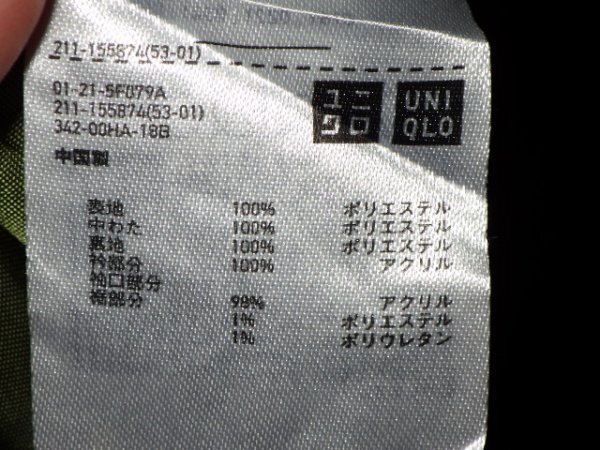 211-155874(53-01)
01-21-5F079A
211-155874(53-01)
342-00HA-18B
ユニ
クロ
UNI
QLO
中国製
表地 100% ポリエステル
中わた 100% ポリエステル
裏地 100% ポリエステル
衿部分 100% アクリル
袖口部分
裾部分 98% アクリル
1% ポリエステル
1% ポリウレタン